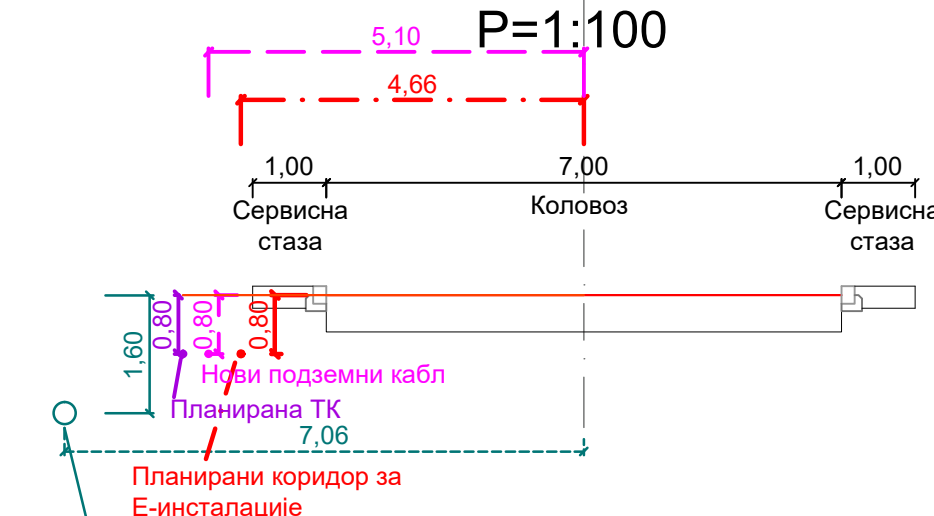 P=1:100
5,10
4,66
1,00
7,00
1,00
Сервисна
стаза
Коловоз
Сервисна
стаза
0,80
0,80
0,80
1,60
Нови подземни кабл
Планирана ТК
7,06
Планирани коридор за
Е-инсталације